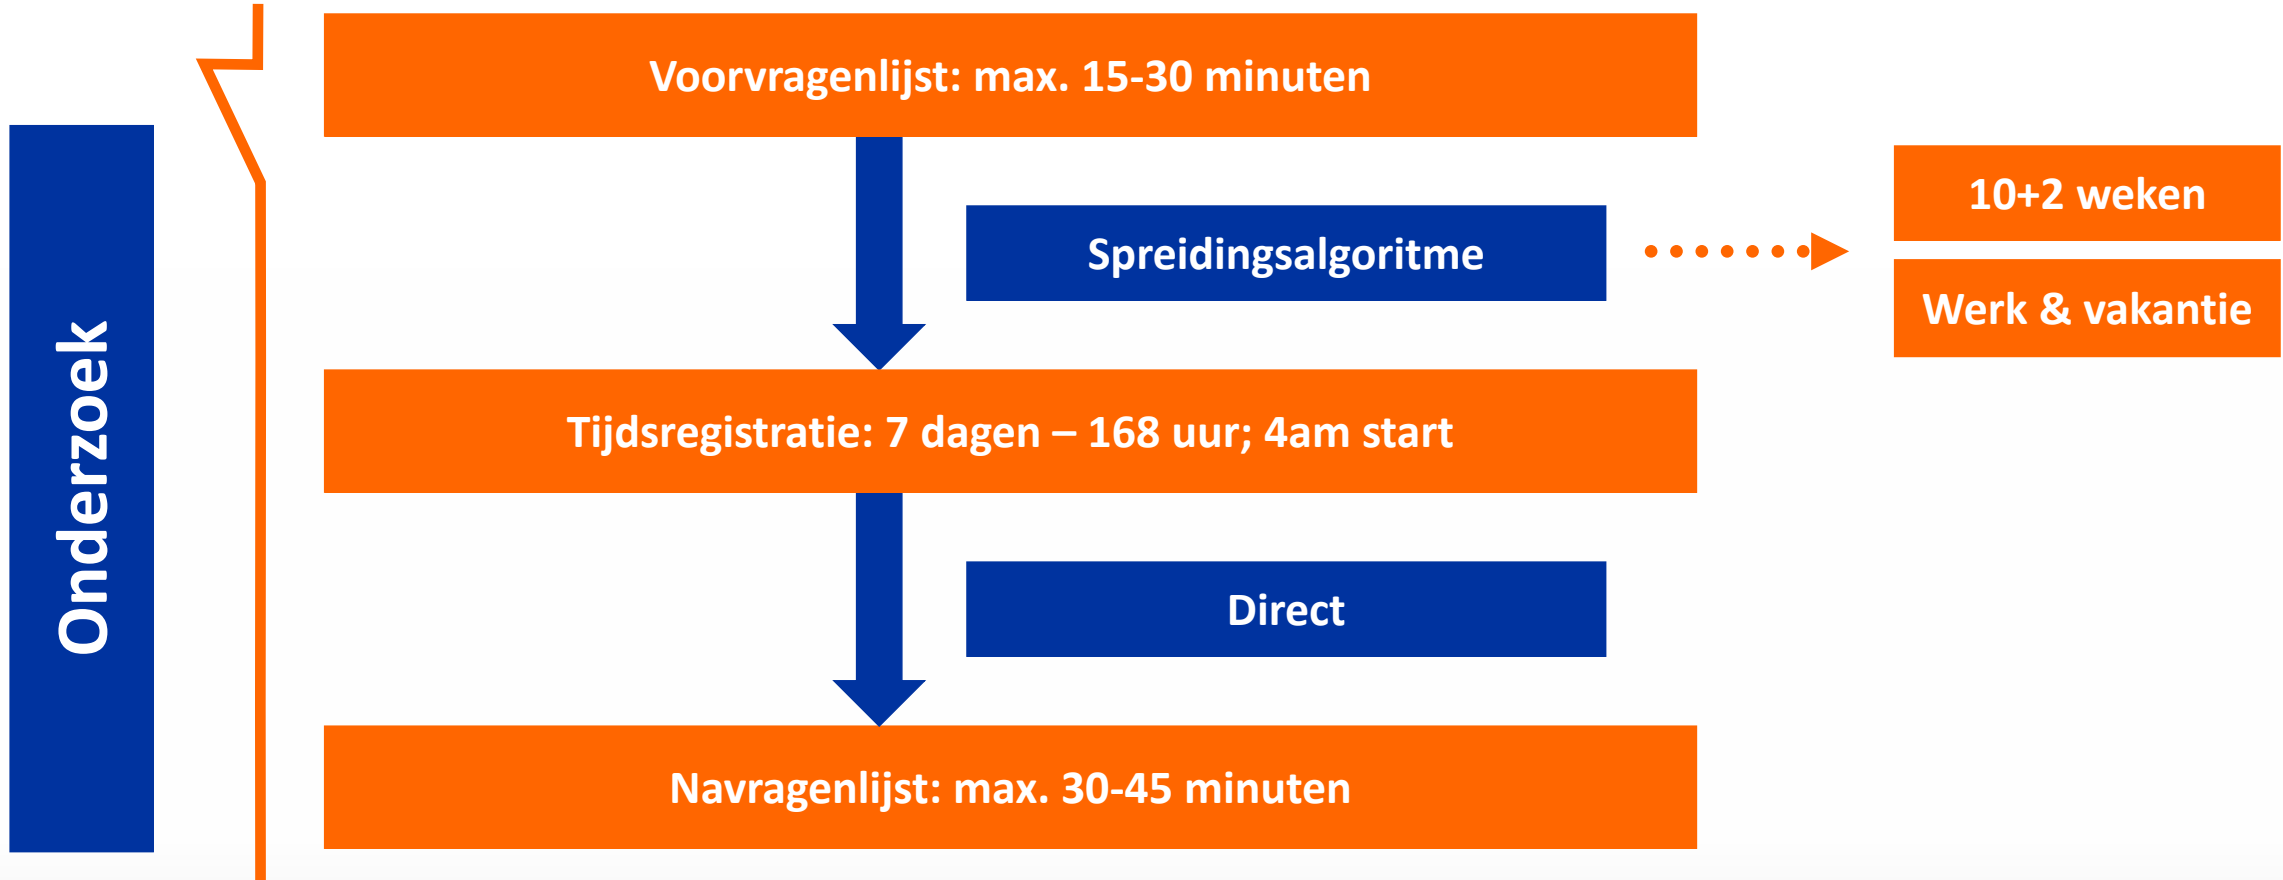 Onderzoek
Voorvragenlijst: max. 15-30 minuten
Spreidingsalgoritme
10+2 weken
Werk & vakantie
Tijdsregistratie: 7 dagen – 168 uur; 4am start
Direct
Navragenlijst: max. 30-45 minuten